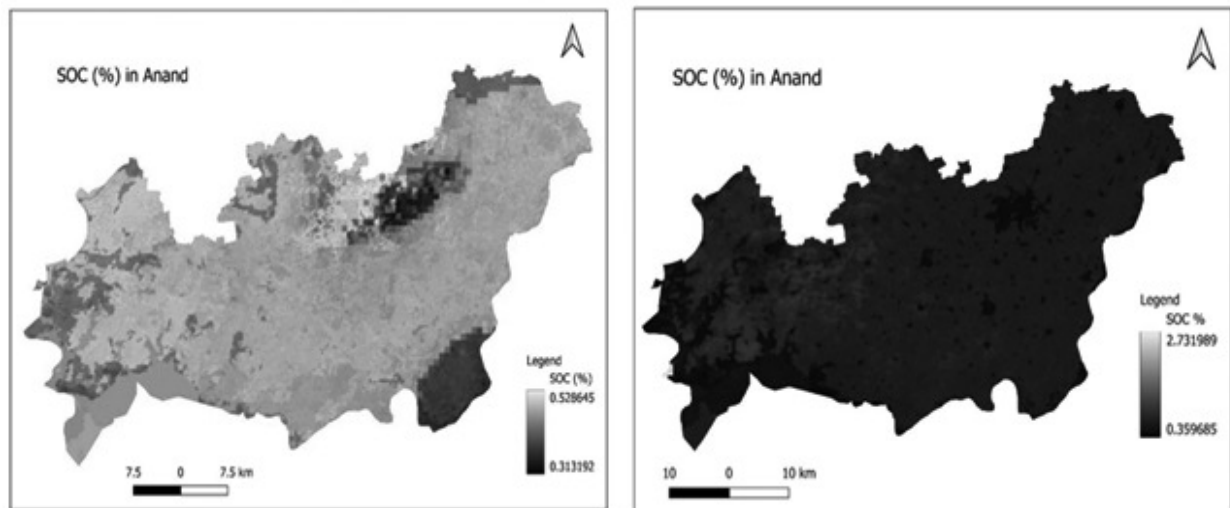 SOC (%) in Anand
Legend
SOC (%)
0.528645
0.313192
7.5 0 7.5 km
SOC (%) in Anand
Legend
SOC %
2.731989
0.359685
10 0 10 km